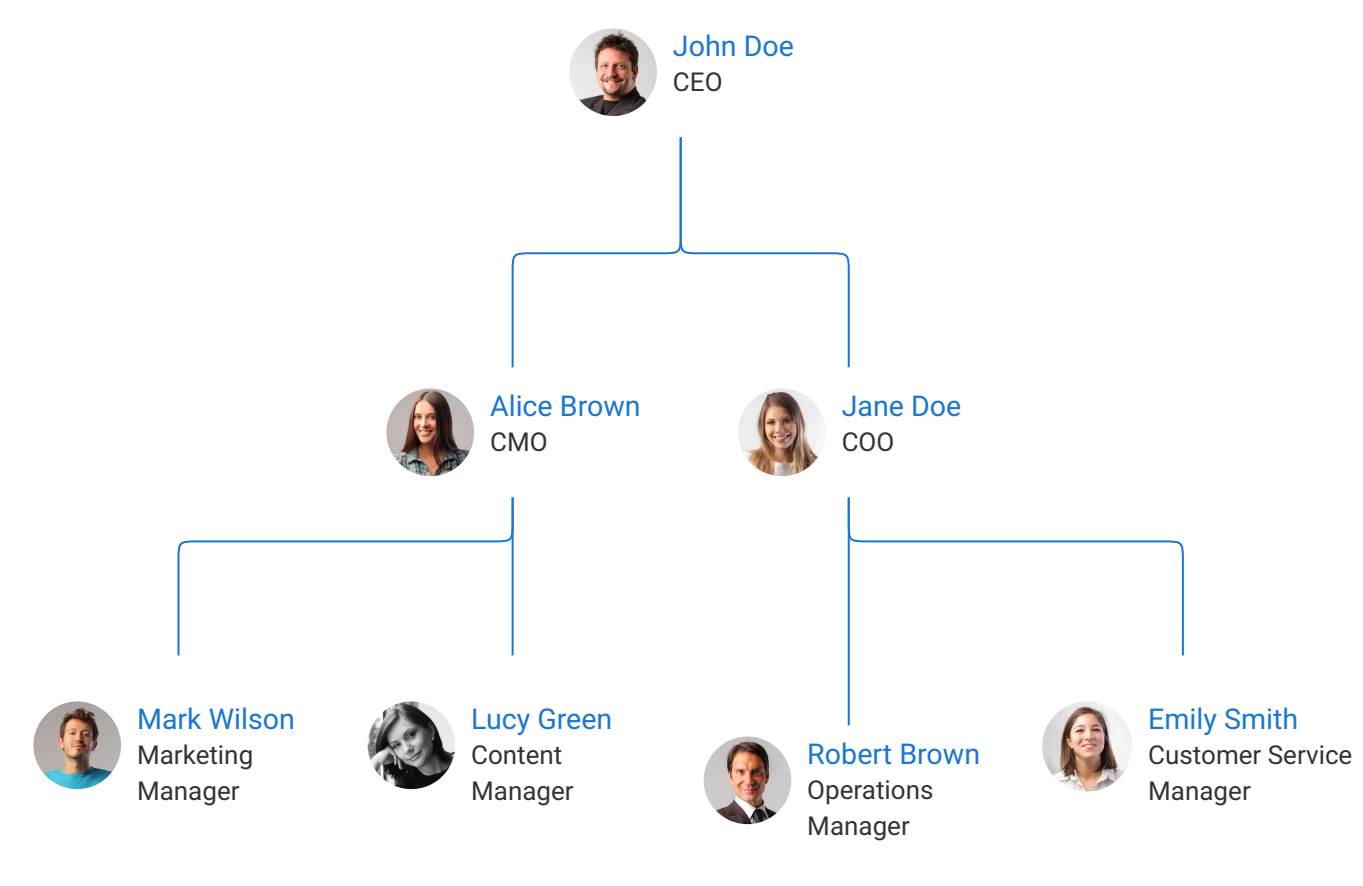 John Doe
CEO
Alice Brown
CMO
Jane Doe
COO
Mark Wilson
Marketing
Manager
Lucy Green
Content
Manager
Robert Brown
Operations
Manager
Emily Smith
Customer Service
Manager